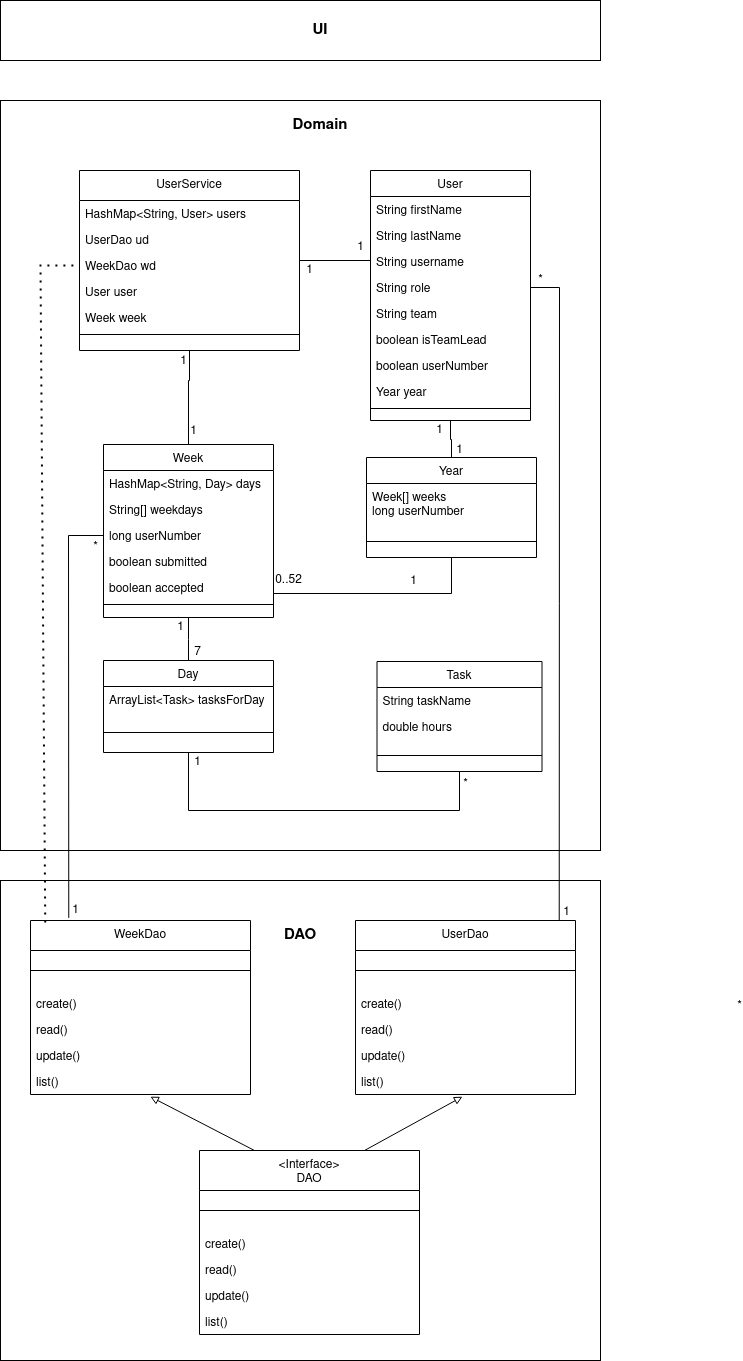 UI
Domain
UserService
HashMap<String, User> users
UserDao ud
WeekDao wd
User user
Week week
User
String firstName
String lastName
String username
String role
String team
boolean isTeamLead
boolean userNumber
Year year
1
1
*
1
1
1
1
Week
HashMap<String, Day> days
String[] weekdays
long userNumber
boolean submitted
boolean accepted
*
Year
Week[] weeks
long userNumber
0..52
1
1
7
Day
ArrayList<Task> tasksForDay
1
Task
String taskName
double hours
*
1
1
WeekDao
create()
read()
update()
list()
DAO
UserDao
create()
read()
update()
list()
*
<Interface>
DAO
create()
read()
update()
list()